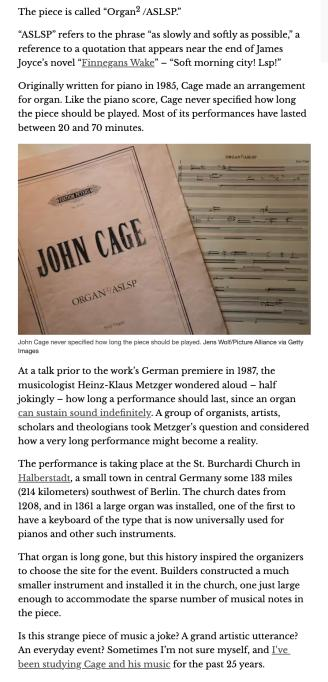 The piece is called “Organ² /ASLSP.”
“ASLSP” refers to the phrase “as slowly and softly as possible,” a
reference to a quotation that appears near the end of James
Joyce’s novel “Finnegans Wake” – “Soft morning city! Lsp!”
Originally written for piano in 1985, Cage made an arrangement
for organ. Like the piano score, Cage never specified how long
the piece should be played. Most of its performances have lasted
between 20 and 70 minutes.
JOHN CAGE
ORGAN²/ASLSP
ORGAN²/ASLSP
John Cage never specified how long the piece should be played. Jens Wolf/Picture Alliance via Getty
Images
At a talk prior to the work’s German premiere in 1987, the
musicologist Heinz-Klaus Metzger wondered aloud – half
jokingly – how long a performance should last, since an organ
can sustain sound indefinitely. A group of organists, artists,
scholars and theologians took Metzger’s question and considered
how a very long performance might become a reality.
The performance is taking place at the St. Burchardi Church in
Halberstadt, a small town in central Germany some 133 miles
(214 kilometers) southwest of Berlin. The church dates from
1208, and in 1361 a large organ was installed, one of the first to
have a keyboard of the type that is now universally used for
pianos and other such instruments.
That organ is long gone, but this history inspired the organizers
to choose the site for the event. Builders constructed a much
smaller instrument and installed it in the church, one just large
enough to accommodate the sparse number of musical notes in
the piece.
Is this strange piece of music a joke? A grand artistic utterance?
An everyday event? Sometimes I’m not sure myself, and I’ve
been studying Cage and his music for the past 25 years.